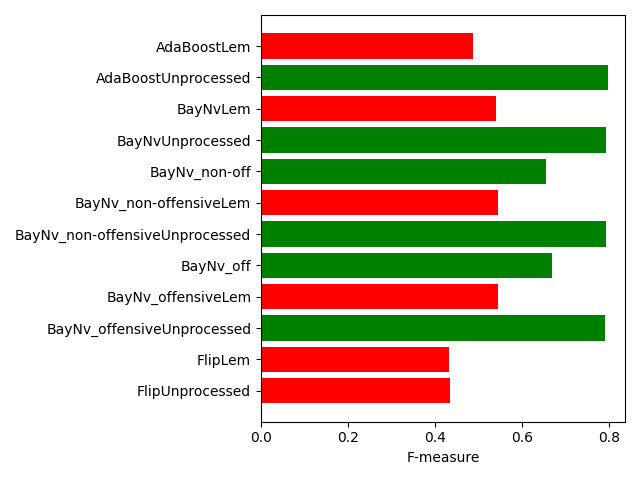 AdaBoostLem
AdaBoostUnprocessed
BayNvLem
BayNvUnprocessed
BayNv_non-off
BayNv_non-offensiveLem
BayNv_non-offensiveUnprocessed
BayNv_off
BayNv_offensiveLem
BayNv_offensiveUnprocessed
FlipLem
FlipUnprocessed
0.0 0.2 0.4 0.6 0.8
F-measure